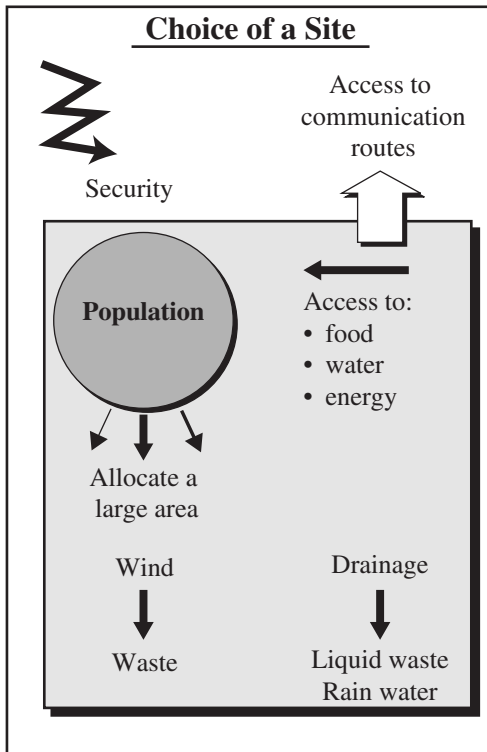 Choice of a Site
Access to
communication
routes
Security
Population
Access to:
• food
• water
• energy
Allocate a
large area
Wind
Waste
Drainage
Liquid waste
Rain water